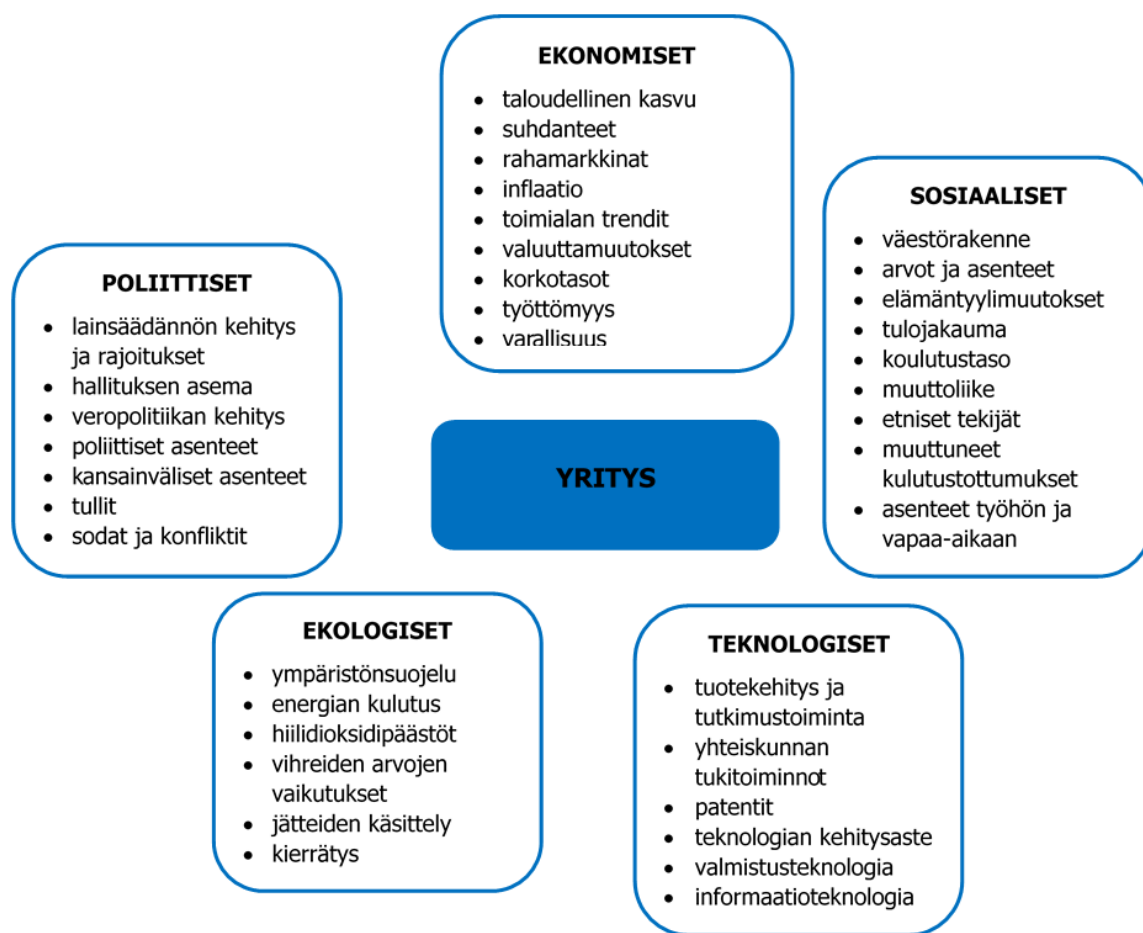 EKONOMISET
• taloudellinen kasvu
• suhdanteet
• rahamarkkinat
• inflaatio
• toimialan trendit
• valuuttamuutokset
• korkotasot
• työttömyys
• varallisuus
SOSIAALISET
• väestörakenne
• arvot ja asenteet
• elämäntyylimuutokset
• tulojakauma
• koulutustaso
• muuttoliike
• etniset tekijät
• muuttuneet
kulutustottumukset
• asenteet työhön ja
vapaa-aikaan
POLIITTISET
• lainsäädännön kehitys
ja rajoitukset
• hallituksen asema
• veropolitiikan kehitys
• poliittiset asenteet
• kansainväliset asenteet
• tullit
• sodat ja konfliktit
YRITYS
EKOLOGISET
• ympäristönsuojelu
• energian kulutus
• hiilidioksidipäästöt
• vihreiden arvojen
vaikutukset
• jätteiden käsittely
• kierrätys
TEKNOLOGISET
• tuotekehitys ja
tutkimustoiminta
• yhteiskunnan
tukitoiminnot
• patentit
• teknologian kehitysaste
• valmistusteknologia
• informaatioteknologia